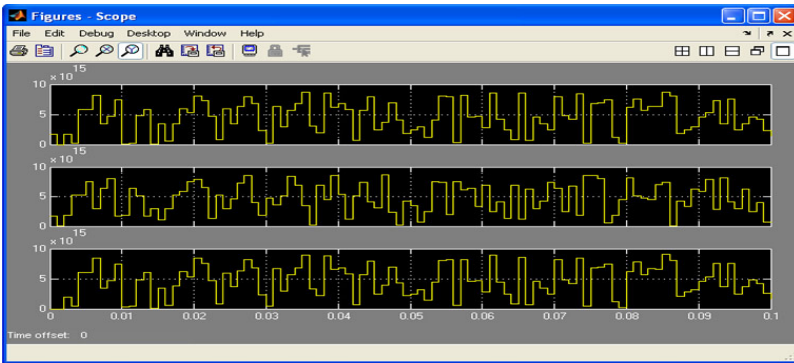 Figures - Scope
File Edit Debug Desktop Window Help
x 10^15
10
5
0
x 10^15
10
5
0
x 10^15
10
5
0
0 0.01 0.02 0.03 0.04 0.05 0.06 0.07 0.08 0.09 0.1
Time offset: 0